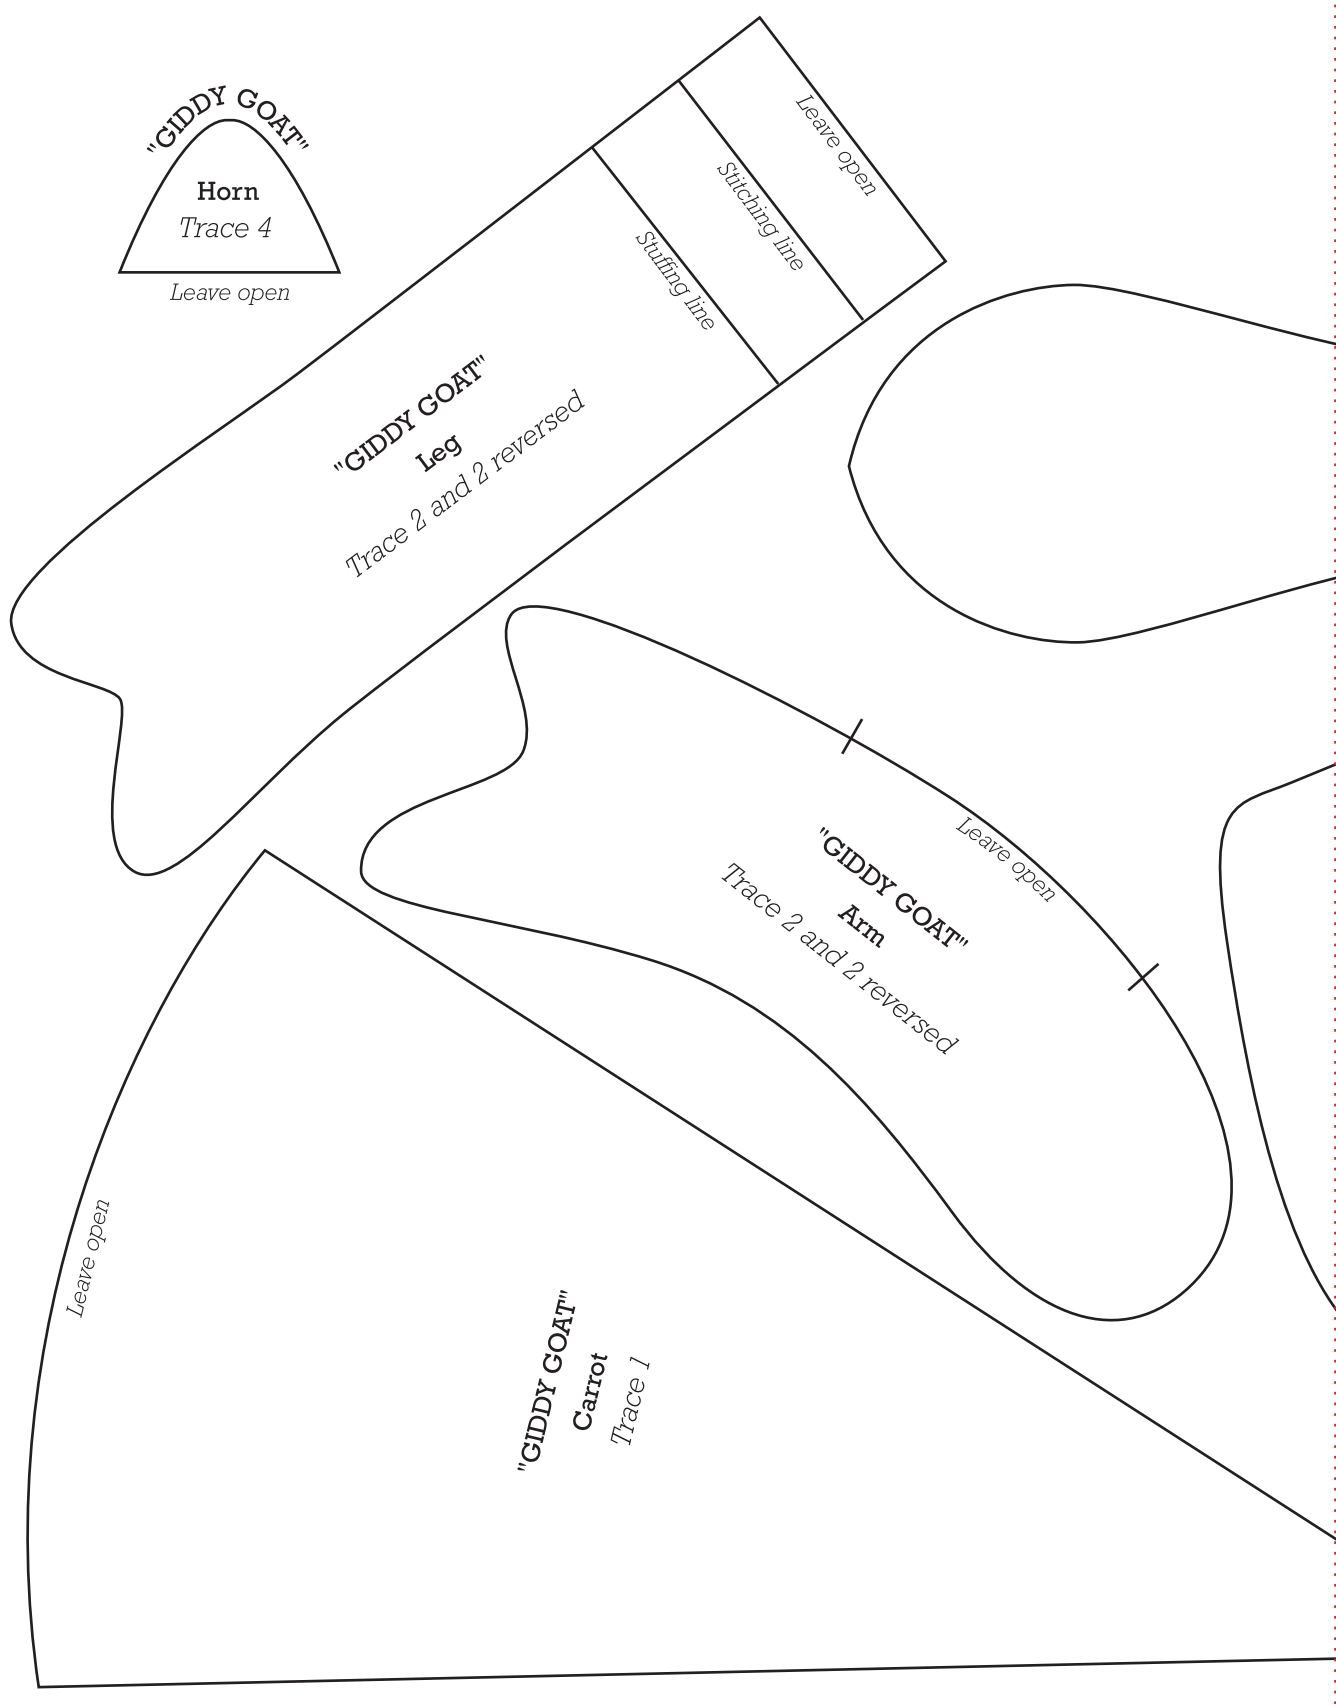 "GIDDY GOAT"
Horn
Trace 4
Leave open
Leave open
Stitching line
Stuffing line
"GIDDY GOAT"
Leg
Trace 2 and 2 reversed
Leave open
"GIDDY GOAT"
Arm
Trace 2 and 2 reversed
Leave open
"GIDDY GOAT"
Carrot
Trace 1